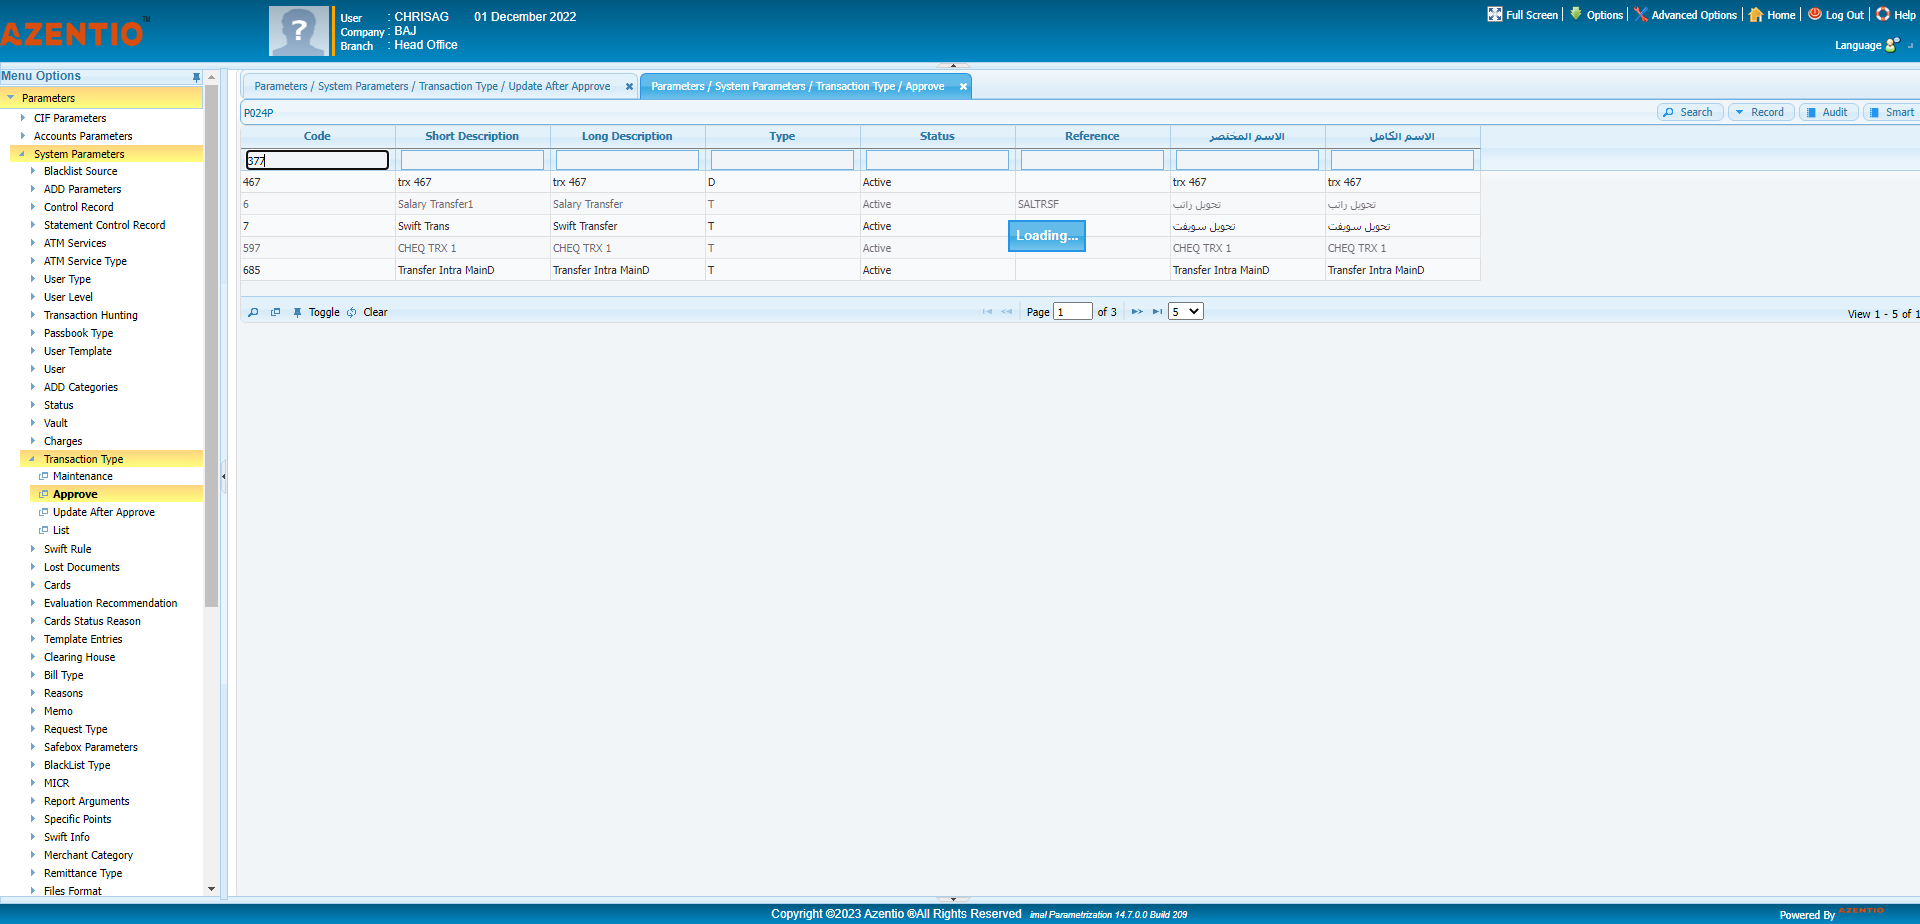 AZENTIO™
User : CHRISAG 01 December 2022
Company : BAJ
Branch : Head Office
Full Screen Options Advanced Options Home Log Out Help
Language
Menu Options
Parameters
CIF Parameters
Accounts Parameters
System Parameters
Blacklist Source
ADD Parameters
Control Record
Statement Control Record
ATM Services
ATM Service Type
User Type
User Level
Transaction Hunting
Passbook Type
User Template
User
ADD Categories
Status
Vault
Charges
Transaction Type
Maintenance
Approve
Update After Approve
List
Swift Rule
Lost Documents
Cards
Evaluation Recommendation
Cards Status Reason
Template Entries
Clearing House
Bill Type
Reasons
Memo
Request Type
Safebox Parameters
BlackList Type
MICR
Report Arguments
Specific Points
Swift Info
Merchant Category
Remittance Type
Files Format
Parameters / System Parameters / Transaction Type / Update After Approve
Parameters / System Parameters / Transaction Type / Approve
P024P
Search Record Audit Smart
Code Short Description Long Description Type Status Reference الاسم المختصر الاسم الكامل
377
467 trx 467 trx 467 D Active trx 467 trx 467
6 Salary Transfer1 Salary Transfer T Active SALTRSF تحويل راتب تحويل راتب
7 Swift Trans Swift Transfer T Active تحويل سويفت تحويل سويفت
Loading...
597 CHEQ TRX 1 CHEQ TRX 1 T Active CHEQ TRX 1 CHEQ TRX 1
685 Transfer Intra MainD Transfer Intra MainD T Active Transfer Intra MainD Transfer Intra MainD
Toggle Clear
Page 1 of 3 5
View 1 - 5 of 1
Copyright ©2023 Azentio ®All Rights Reserved imal Parametrization 14.7.0.0 Build 209
Powered By AZENTIO